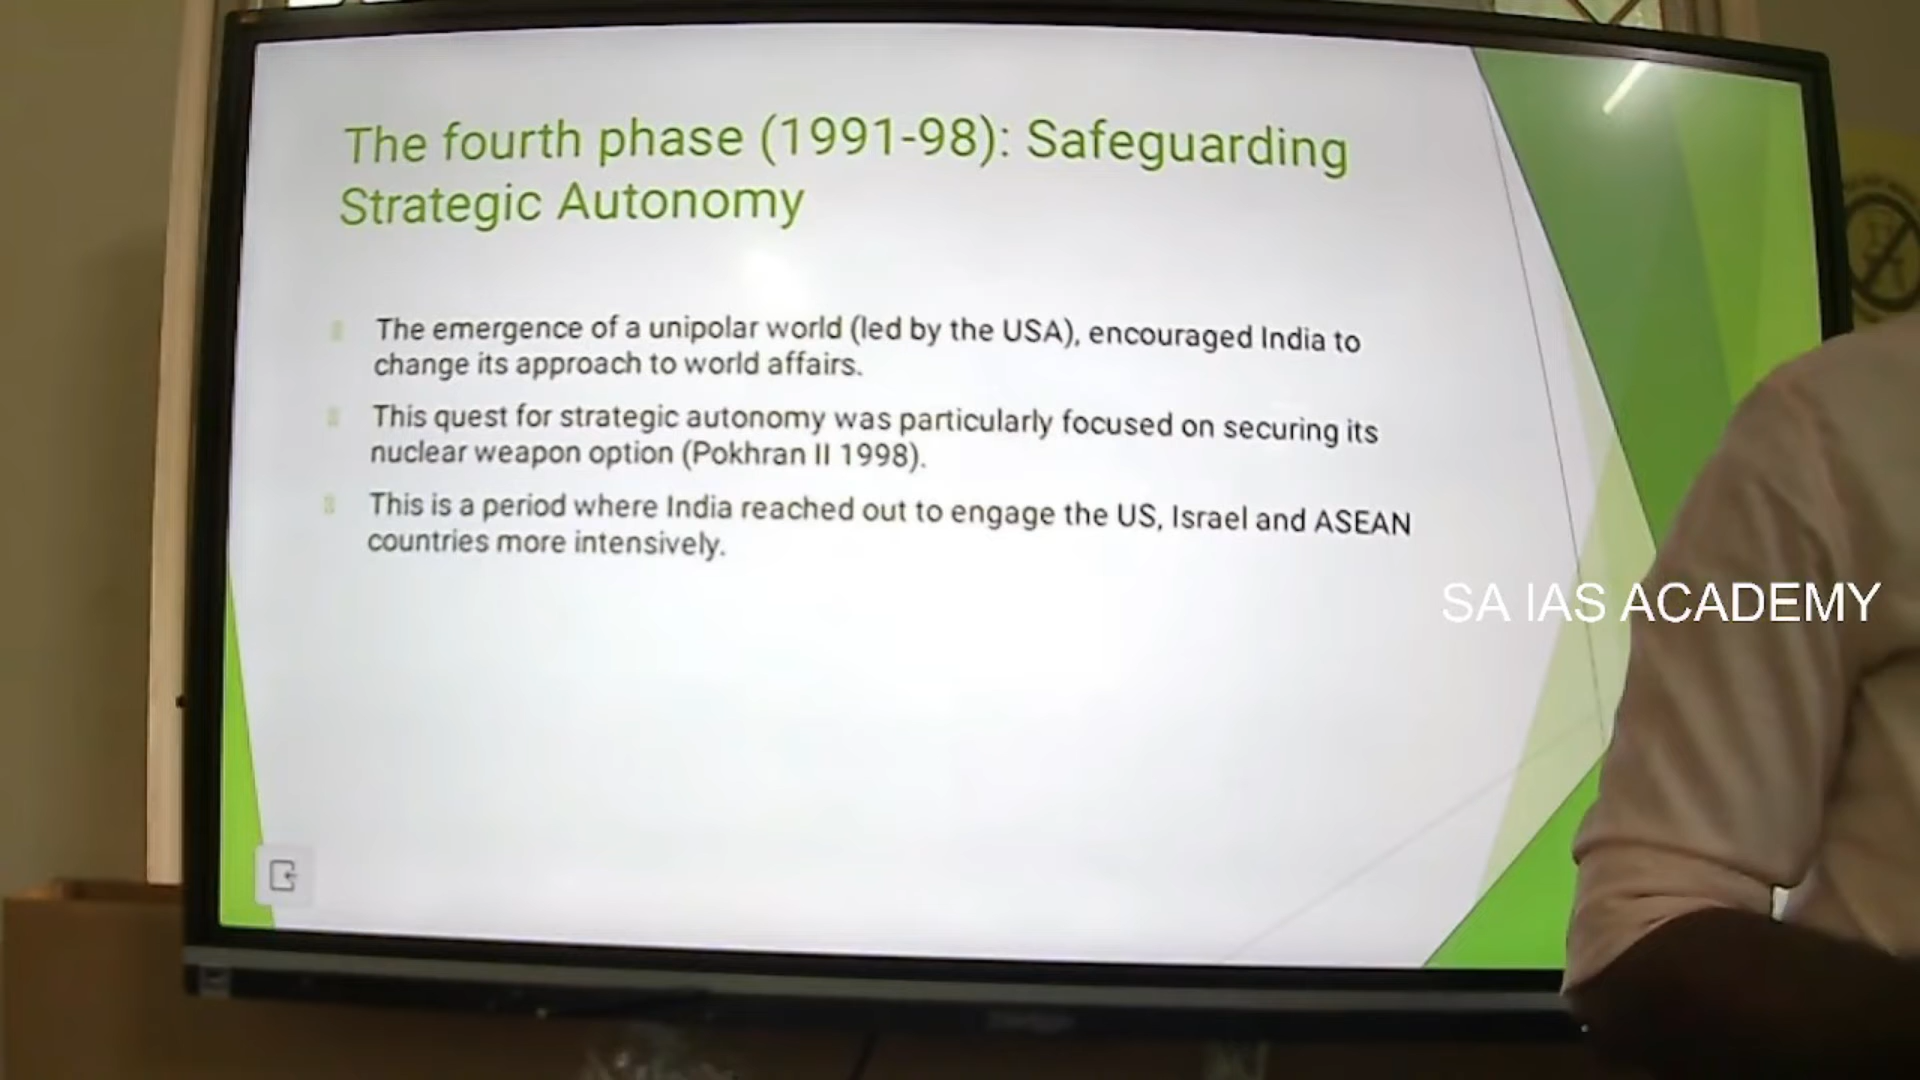 The fourth phase (1991-98): Safeguarding
Strategic Autonomy
The emergence of a unipolar world (led by the USA), encouraged India to
change its approach to world affairs.
This quest for strategic autonomy was particularly focused on securing its
nuclear weapon option (Pokhran II 1998).
This is a period where India reached out to engage the US, Israel and ASEAN
countries more intensively.
SA IAS ACADEMY